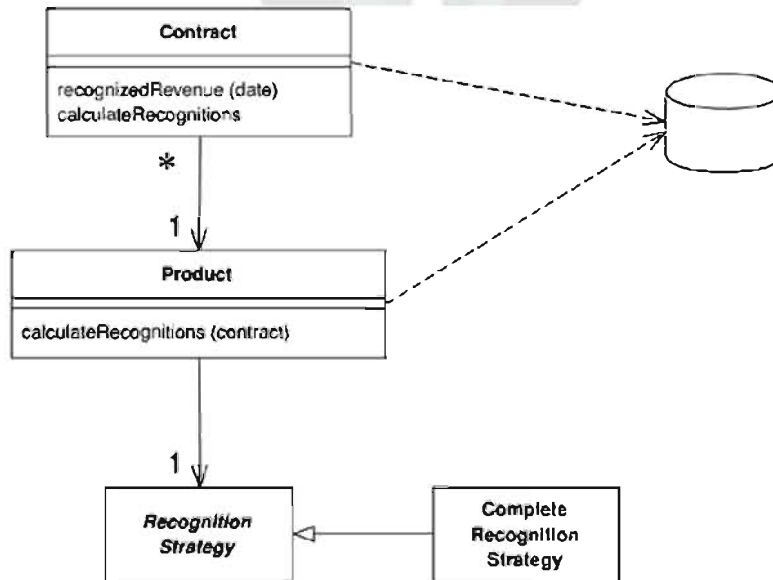 Contract
recognizedRevenue (date)
calculateRecognitions
*
1
Product
calculateRecognitions (contract)
1
Recognition
Strategy
Complete
Recognition
Strategy